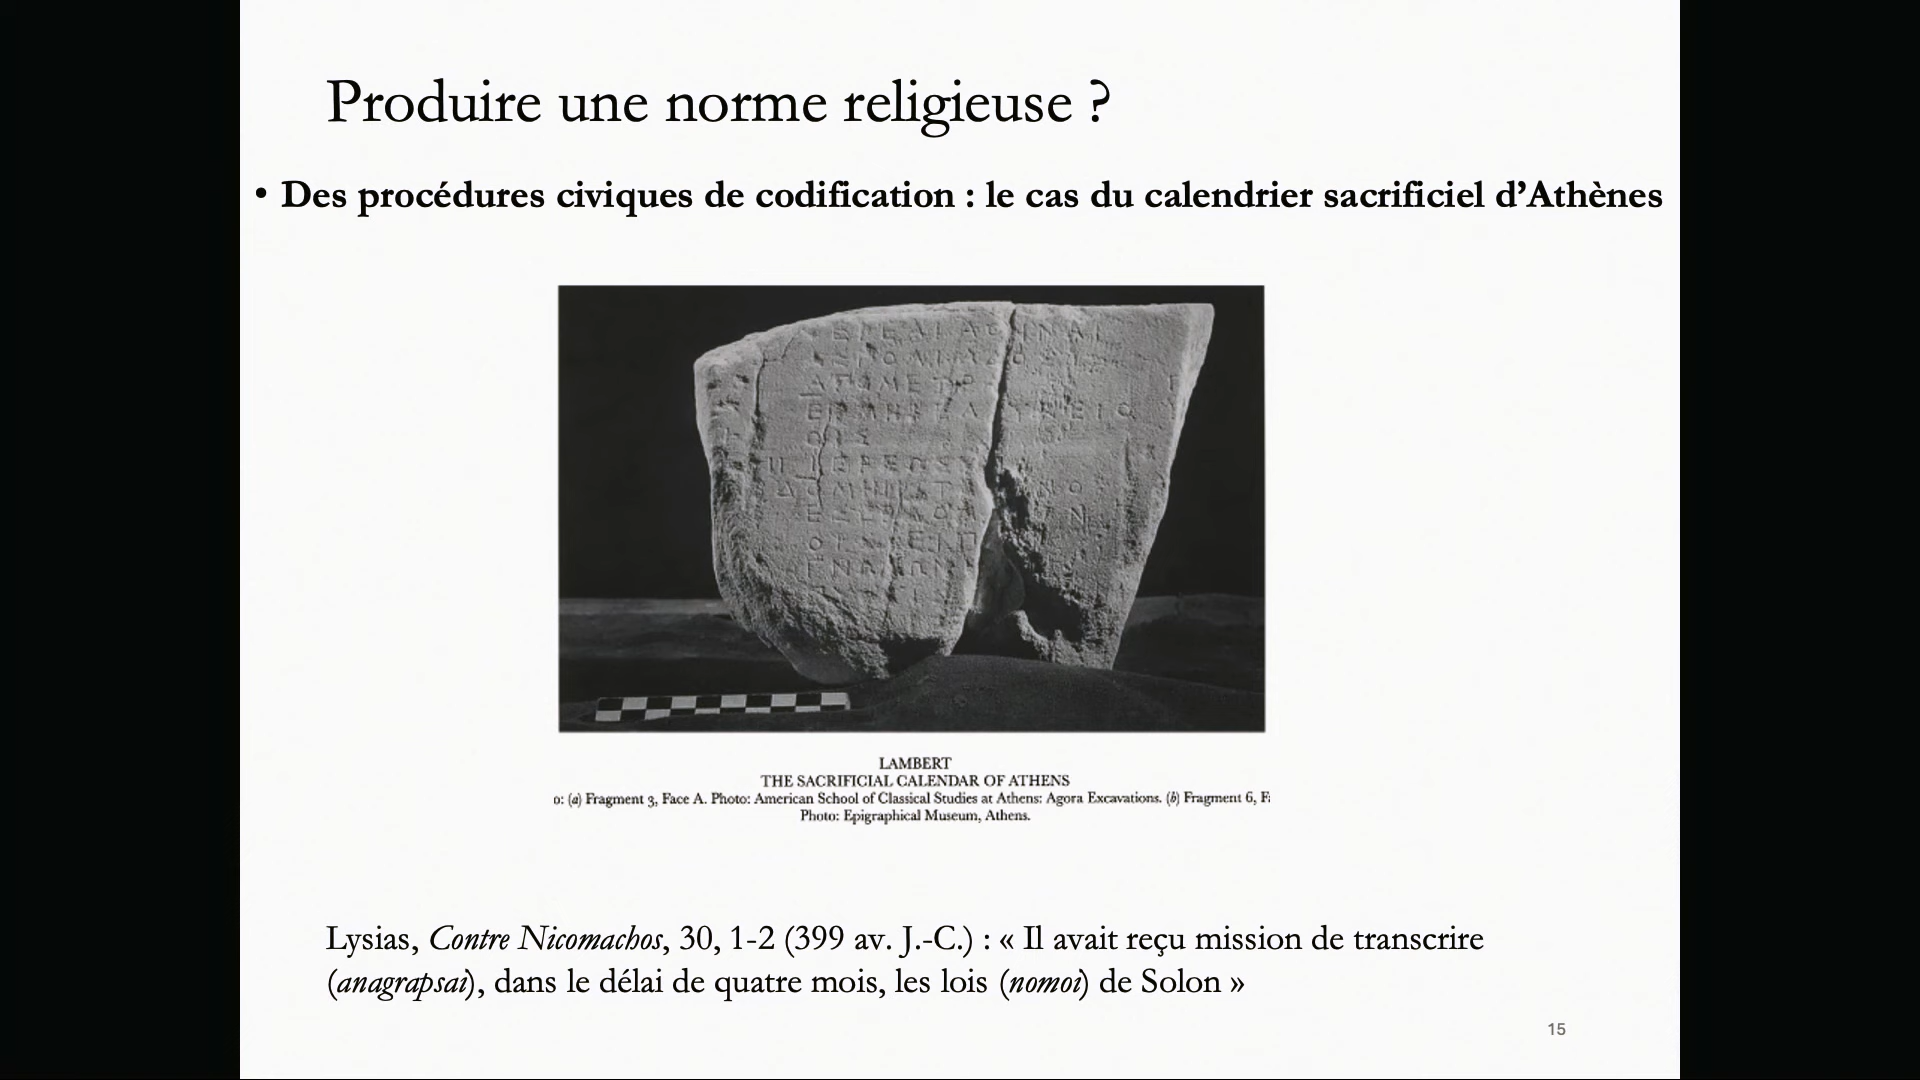 Produire une norme religieuse ?
• Des procédures civiques de codification : le cas du calendrier sacrificiel d’Athènes
LAMBERT
THE SACRIFICIAL CALENDAR OF ATHENS
o: (a) Fragment 3, Face A. Photo: American School of Classical Studies at Athens: Agora Excavations. (b) Fragment 6, F
Photo: Epigraphical Museum, Athens.
Lysias, Contre Nicomachos, 30, 1-2 (399 av. J.-C.) : « Il avait reçu mission de transcrire
(anagrapsai), dans le délai de quatre mois, les lois (nomoi) de Solon »
15